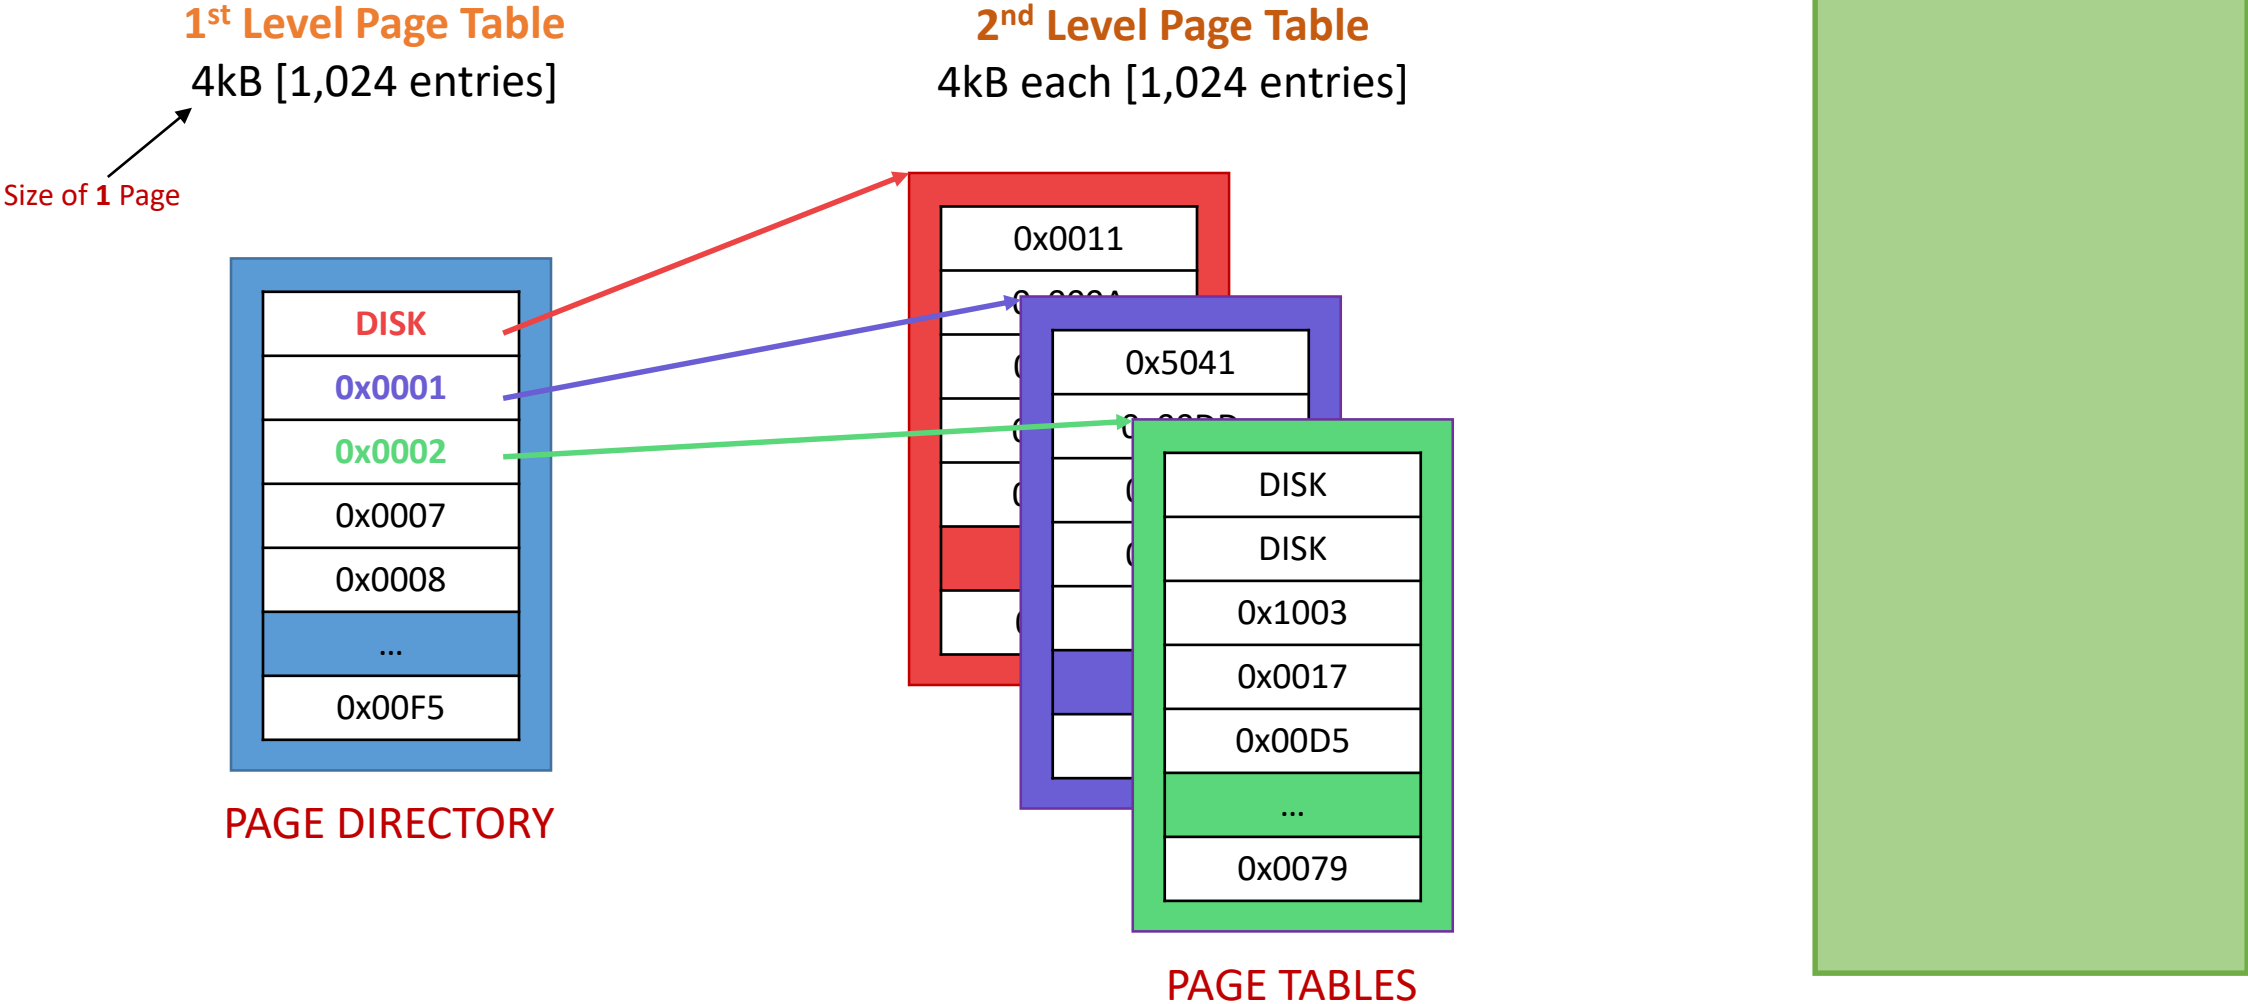 1st Level Page Table
4kB [1,024 entries]
Size of 1 Page
DISK
0x0001
0x0002
0x0007
0x0008
...
0x00F5
PAGE DIRECTORY
2nd Level Page Table
4kB each [1,024 entries]
0x0011
0x5041
DISK
DISK
0x1003
0x0017
0x00D5
...
0x0079
PAGE TABLES